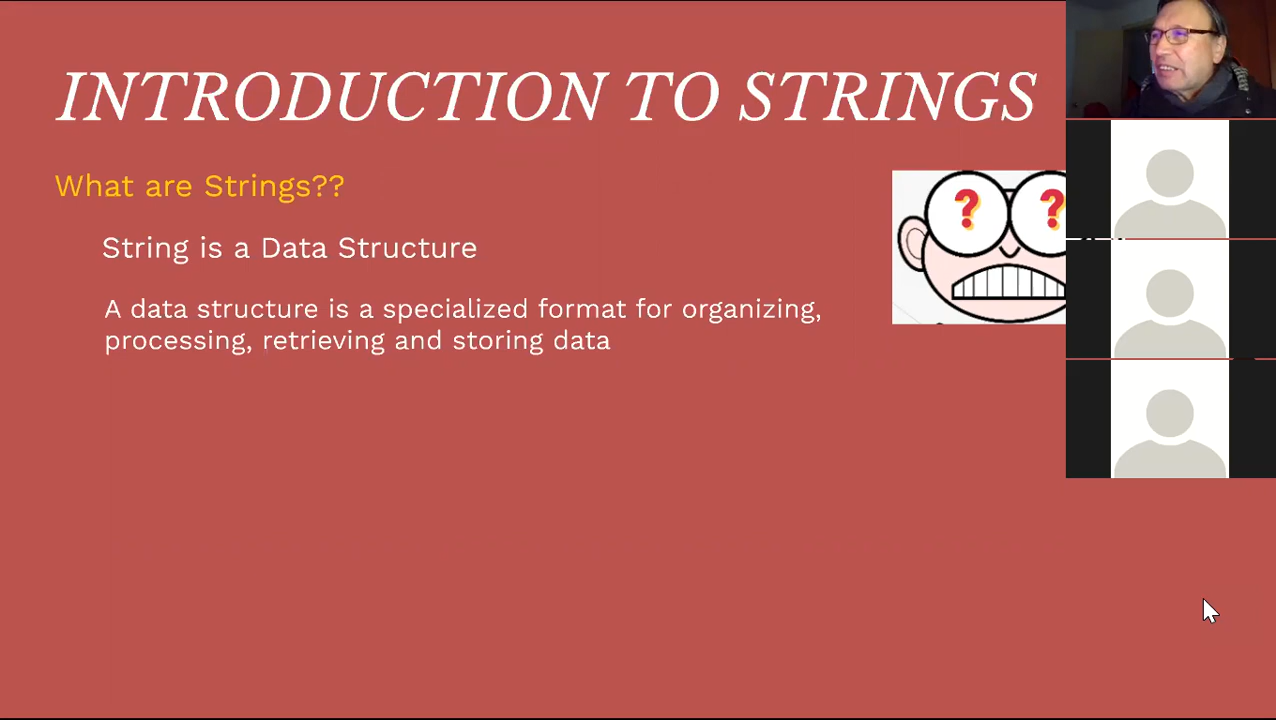 INTRODUCTION TO STRINGS
What are Strings??
String is a Data Structure
? ?
A data structure is a specialized format for organizing,
processing, retrieving and storing data